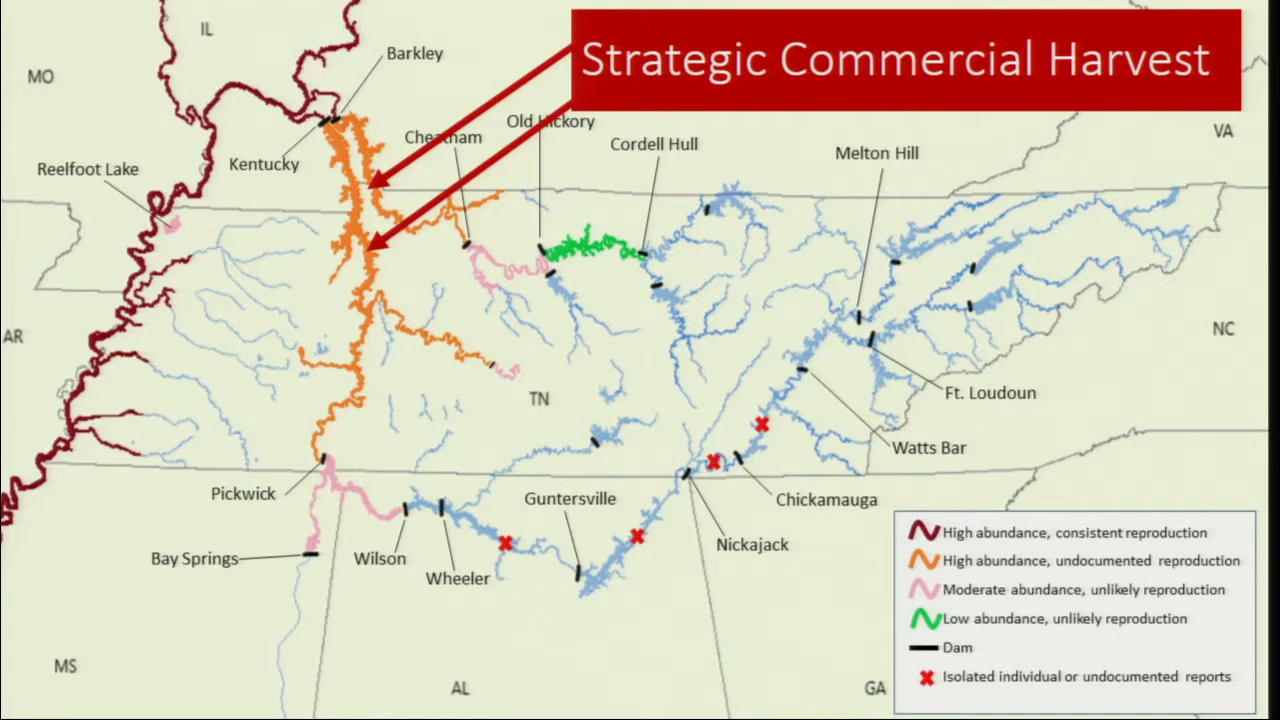 Strategic Commercial Harvest
IL
MO
Barkley
Old Hickory
Cheatham
Cordell Hull
Melton Hill
VA
Kentucky
Reelfoot Lake
AR
NC
TN
Ft. Loudoun
Watts Bar
Pickwick
Guntersville
Chickamauga
Bay Springs
Wilson
Wheeler
Nickajack
MS
AL
GA
High abundance, consistent reproduction
High abundance, undocumented reproduction
Moderate abundance, unlikely reproduction
Low abundance, unlikely reproduction
Dam
Isolated individual or undocumented reports